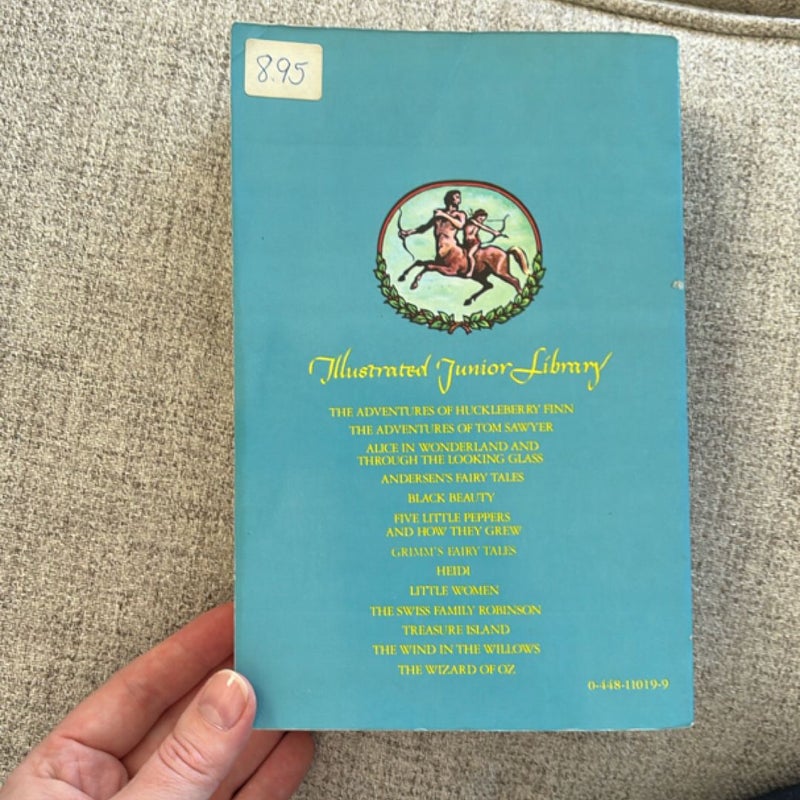 8.95
Illustrated Junior Library
THE ADVENTURES OF HUCKLEBERRY FINN
THE ADVENTURES OF TOM SAWYER
ALICE IN WONDERLAND AND
THROUGH THE LOOKING GLASS
ANDERSEN'S FAIRY TALES
BLACK BEAUTY
FIVE LITTLE PEPPERS
AND HOW THEY GREW
GRIMM'S FAIRY TALES
HEIDI
LITTLE WOMEN
THE SWISS FAMILY ROBINSON
TREASURE ISLAND
THE WIND IN THE WILLOWS
THE WIZARD OF OZ
0-448-11019-9